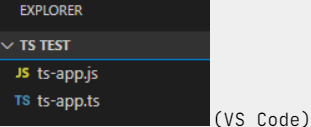 EXPLORER
TS TEST
JS ts-app.js
TS ts-app.ts
(VS Code)